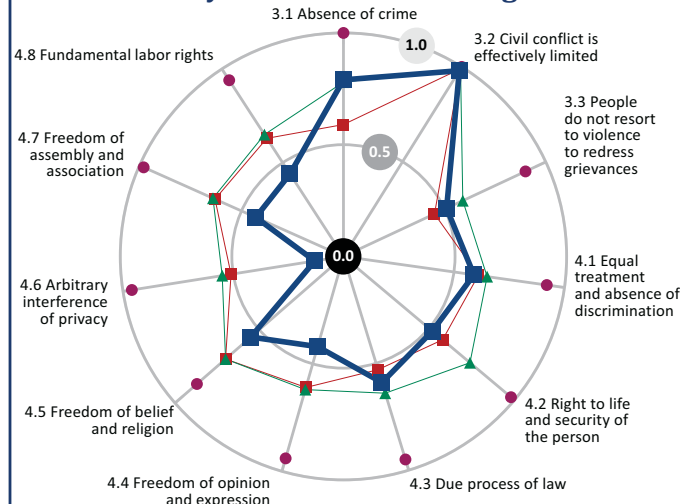 3.1 Absence of crime
1.0
3.2 Civil conflict is
effectively limited
4.8 Fundamental labor rights
3.3 People
do not resort
to violence
to redress
grievances
0.5
4.7 Freedom of
assembly and
association
0.0
4.1 Equal
treatment
and absence of
discrimination
4.6 Arbitrary
interference
of privacy
4.2 Right to life
and security of
the person
4.5 Freedom of belief
and religion
4.3 Due process of law
4.4 Freedom of opinion
and expression